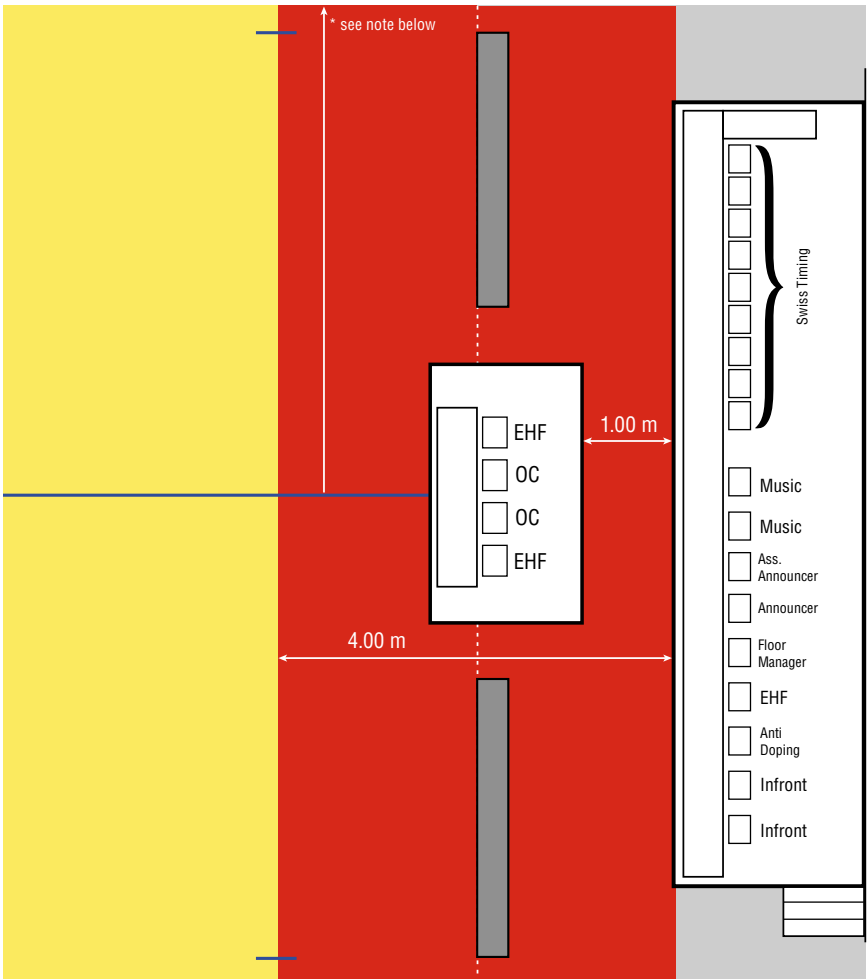 * see note below
Swiss Timing
1.00 m
EHF
OC
OC
EHF
4.00 m
Music
Music
Ass.
Announcer
Announcer
Floor
Manager
EHF
Anti
Doping
Infront
Infront